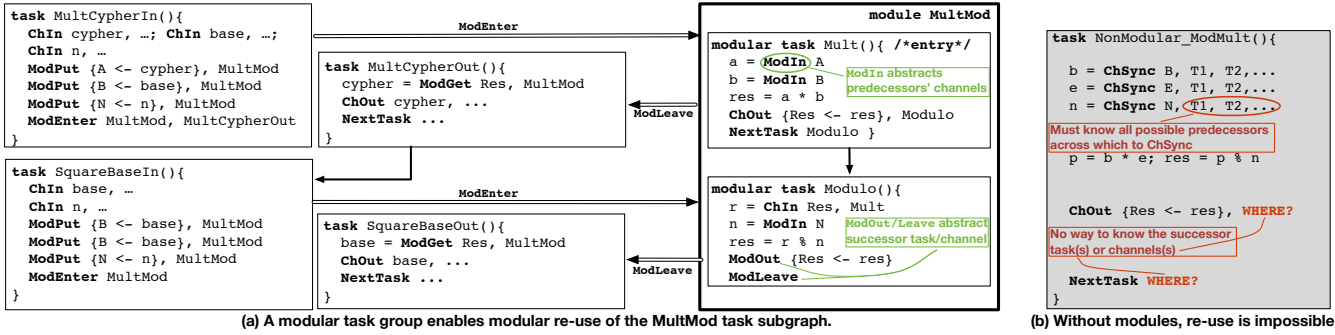 task MultCypherIn(){
ChIn cypher, …; ChIn base, …;
ChIn n, …
ModPut {A <- cypher}, MultMod
ModPut {B <- base}, MultMod
ModPut {N <- n}, MultMod
ModEnter MultMod, MultCypherOut
}
ModEnter
task MultCypherOut(){
cypher = ModGet Res, MultMod
ChOut cypher, ...
NextTask ...
}
ModLeave
task SquareBaseIn(){
ChIn base, …
ChIn n, …
ModPut {B <- base}, MultMod
ModPut {B <- base}, MultMod
ModPut {N <- n}, MultMod
ModEnter MultMod
}
ModEnter
task SquareBaseOut(){
base = ModGet Res, MultMod
ChOut base, ...
NextTask ...
}
ModLeave
module MultMod
modular task Mult(){ /*entry*/
a = ModIn A
b = ModIn B
res = a * b
ChOut {Res <- res}, Modulo
NextTask Modulo }
ModIn abstracts
predecessors' channels
modular task Modulo(){
r = ChIn Res, Mult
n = ModIn N
res = r % n
ModOut {Res <- res}
ModLeave
ModOut/Leave abstract
successor task/channel
(a) A modular task group enables modular re-use of the MultMod task subgraph.
task NonModular_ModMult(){
b = ChSync B, T1, T2,...
e = ChSync E, T1, T2,...
n = ChSync N, T1, T2,...
Must know all possible predecessors
across which to ChSync
p = b * e; res = p % n
ChOut {Res <- res}, WHERE?
No way to know the successor
task(s) or channels(s)
NextTask WHERE?
}
(b) Without modules, re-use is impossible